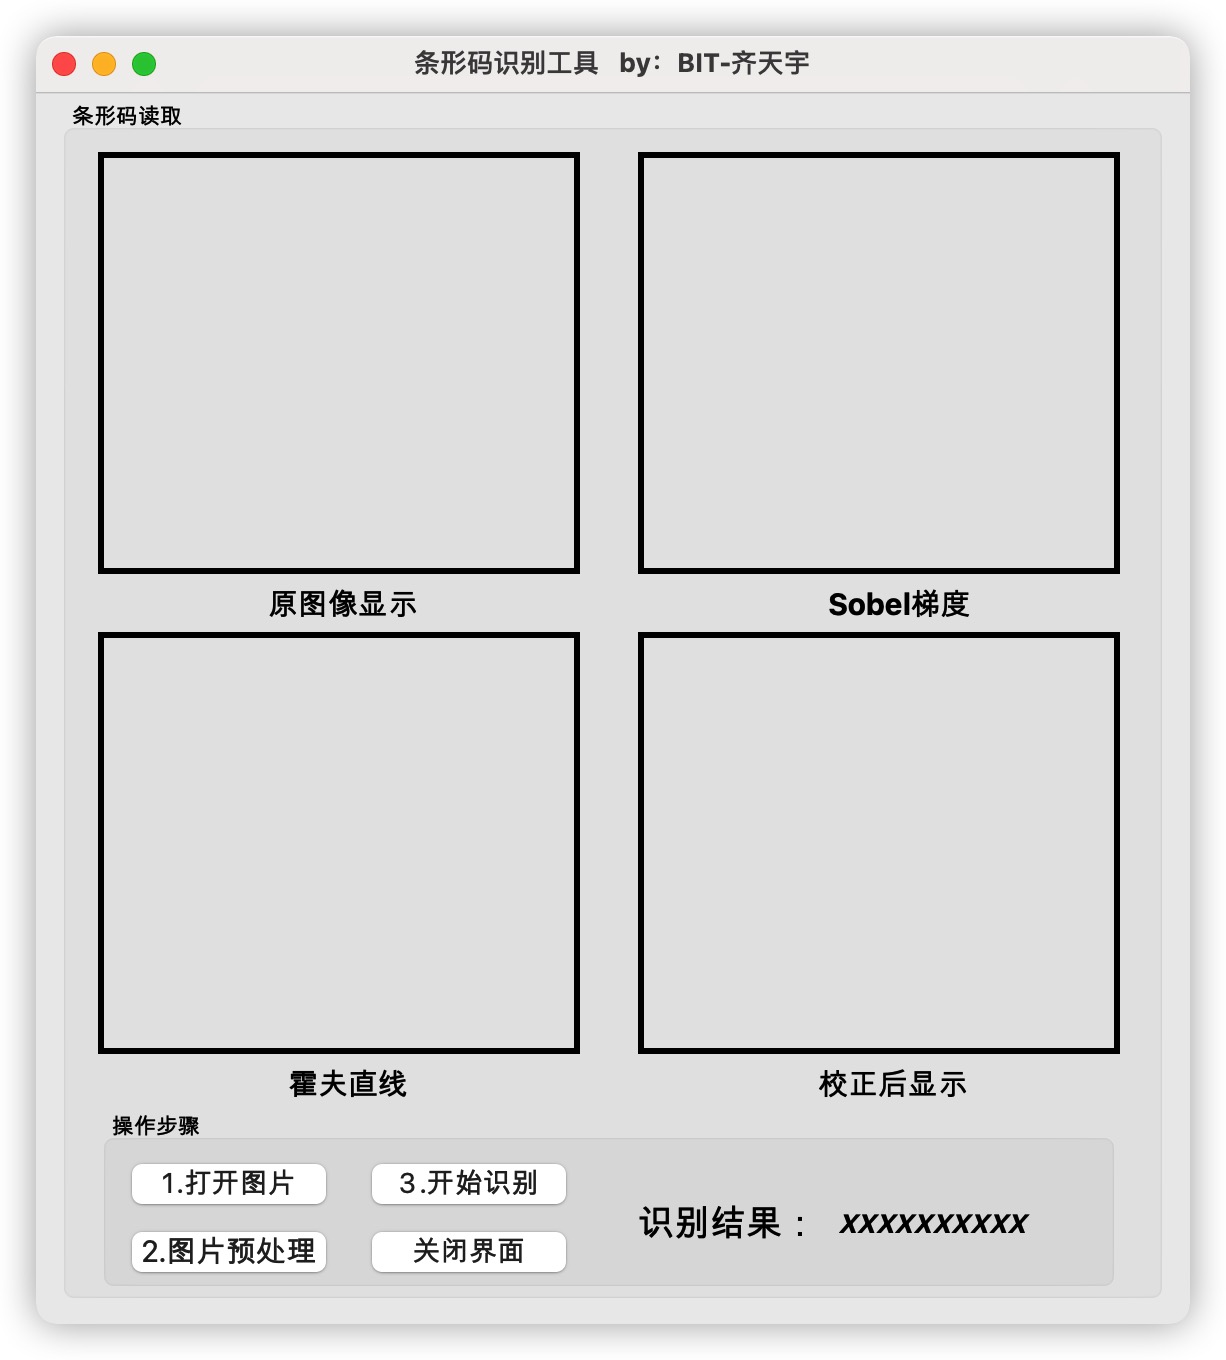 条形码识别工具 by：BIT-齐天宇
条形码读取
原图像显示
Sobel梯度
霍夫直线
校正后显示
操作步骤
1.打开图片
3.开始识别
2.图片预处理
关闭界面
识别结果： XXXXXXXXXX